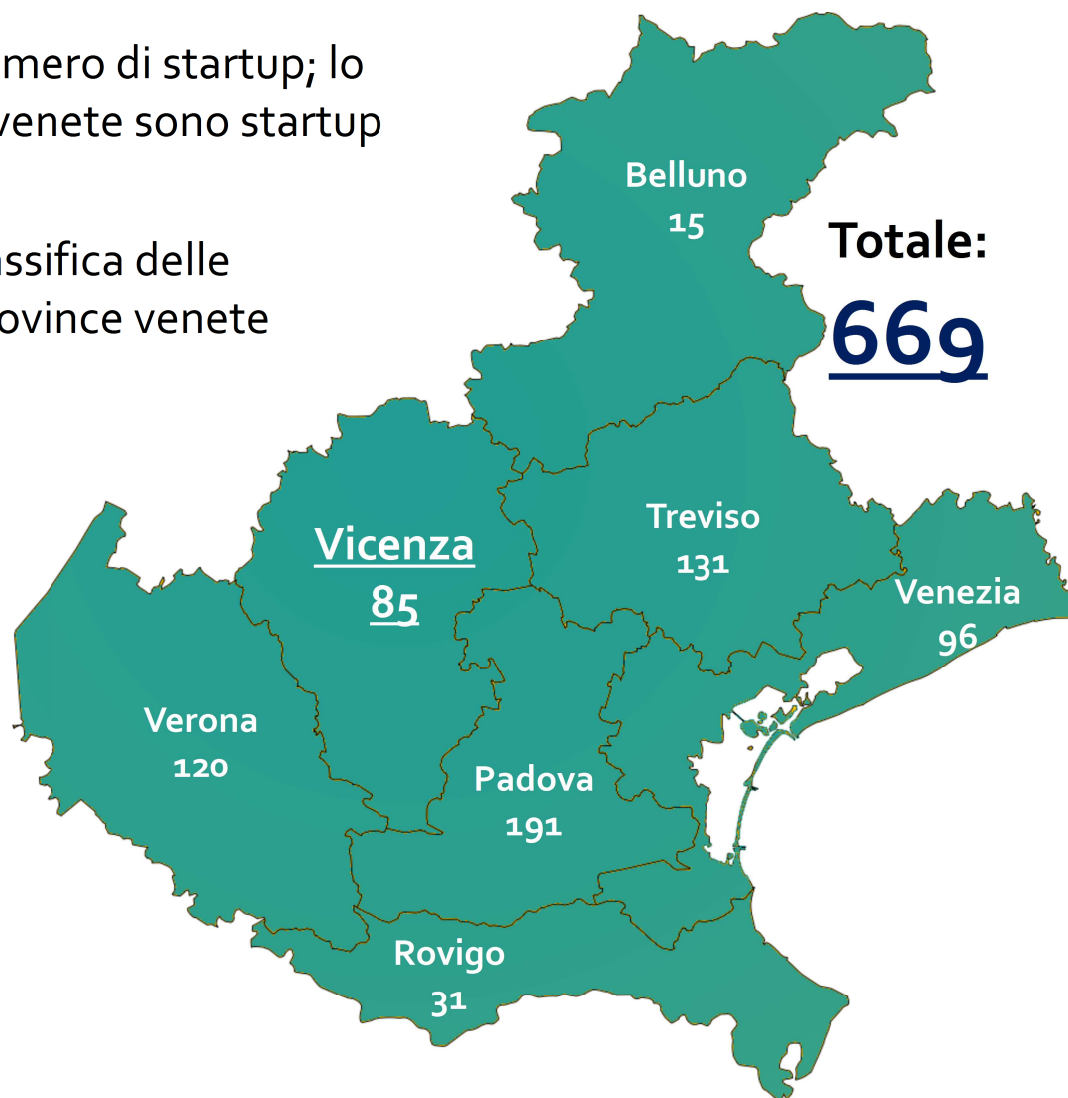 mero di startup; lo
venete sono startup
ssifica delle
ovince venete
Belluno
15
Totale:
669
Vicenza
85
Treviso
131
Venezia
96
Verona
120
Padova
191
Rovigo
31